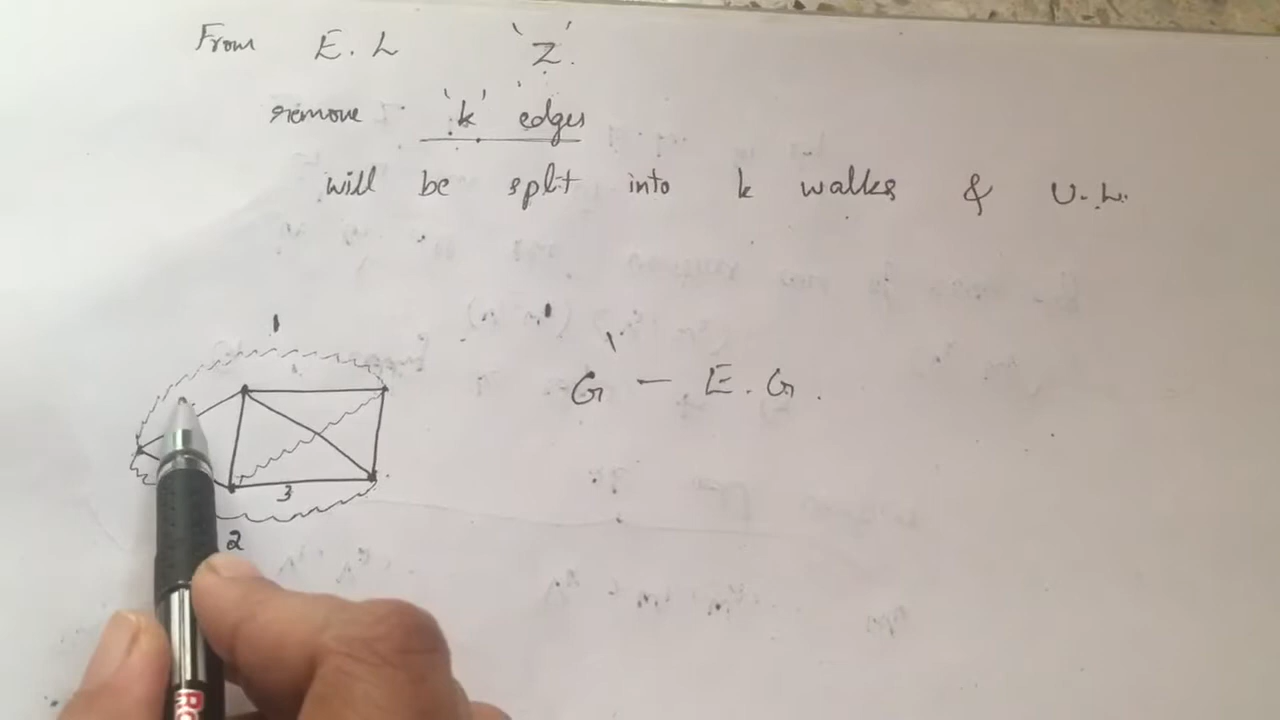 From E. L 'Z'.
remove 'k' edges
will be split into k walks & U. L.
1
G - E. G.
3
2